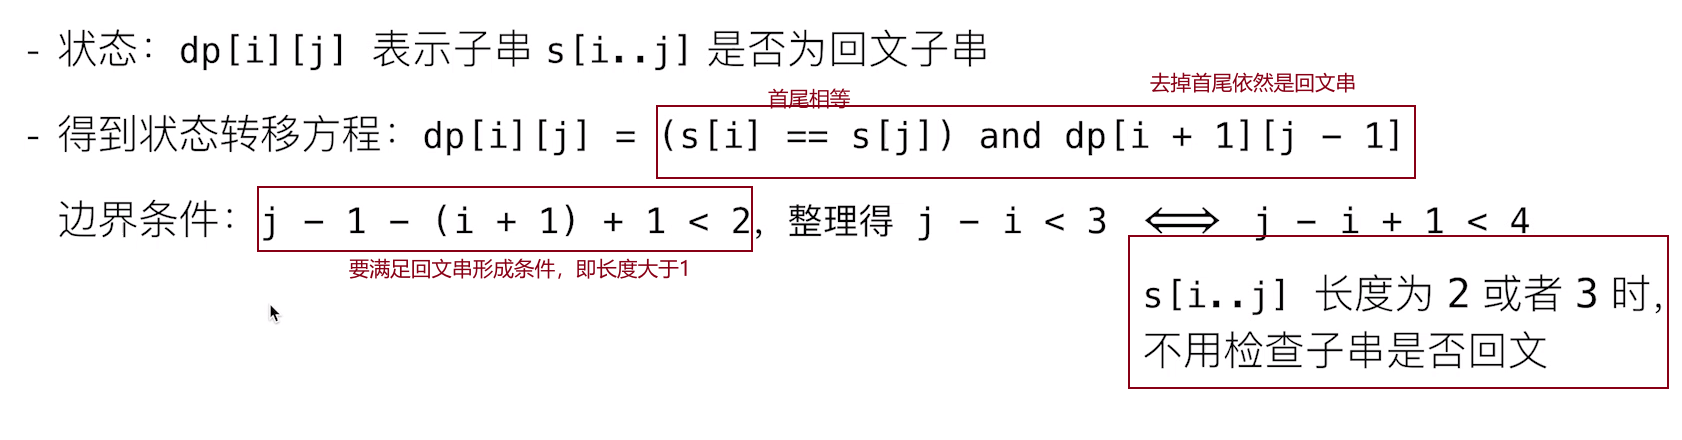 - 状态：dp[i][j] 表示子串 s[i..j] 是否为回文子串
去掉首尾依然是回文串
首尾相等
- 得到状态转移方程：dp[i][j] = (s[i] == s[j]) and dp[i + 1][j − 1]
边界条件：j − 1 − (i + 1) + 1 < 2，整理得 j − i < 3 ⟺ j − i + 1 < 4
要满足回文串形成条件，即长度大于1
s[i..j] 长度为 2 或者 3 时，
不用检查子串是否回文